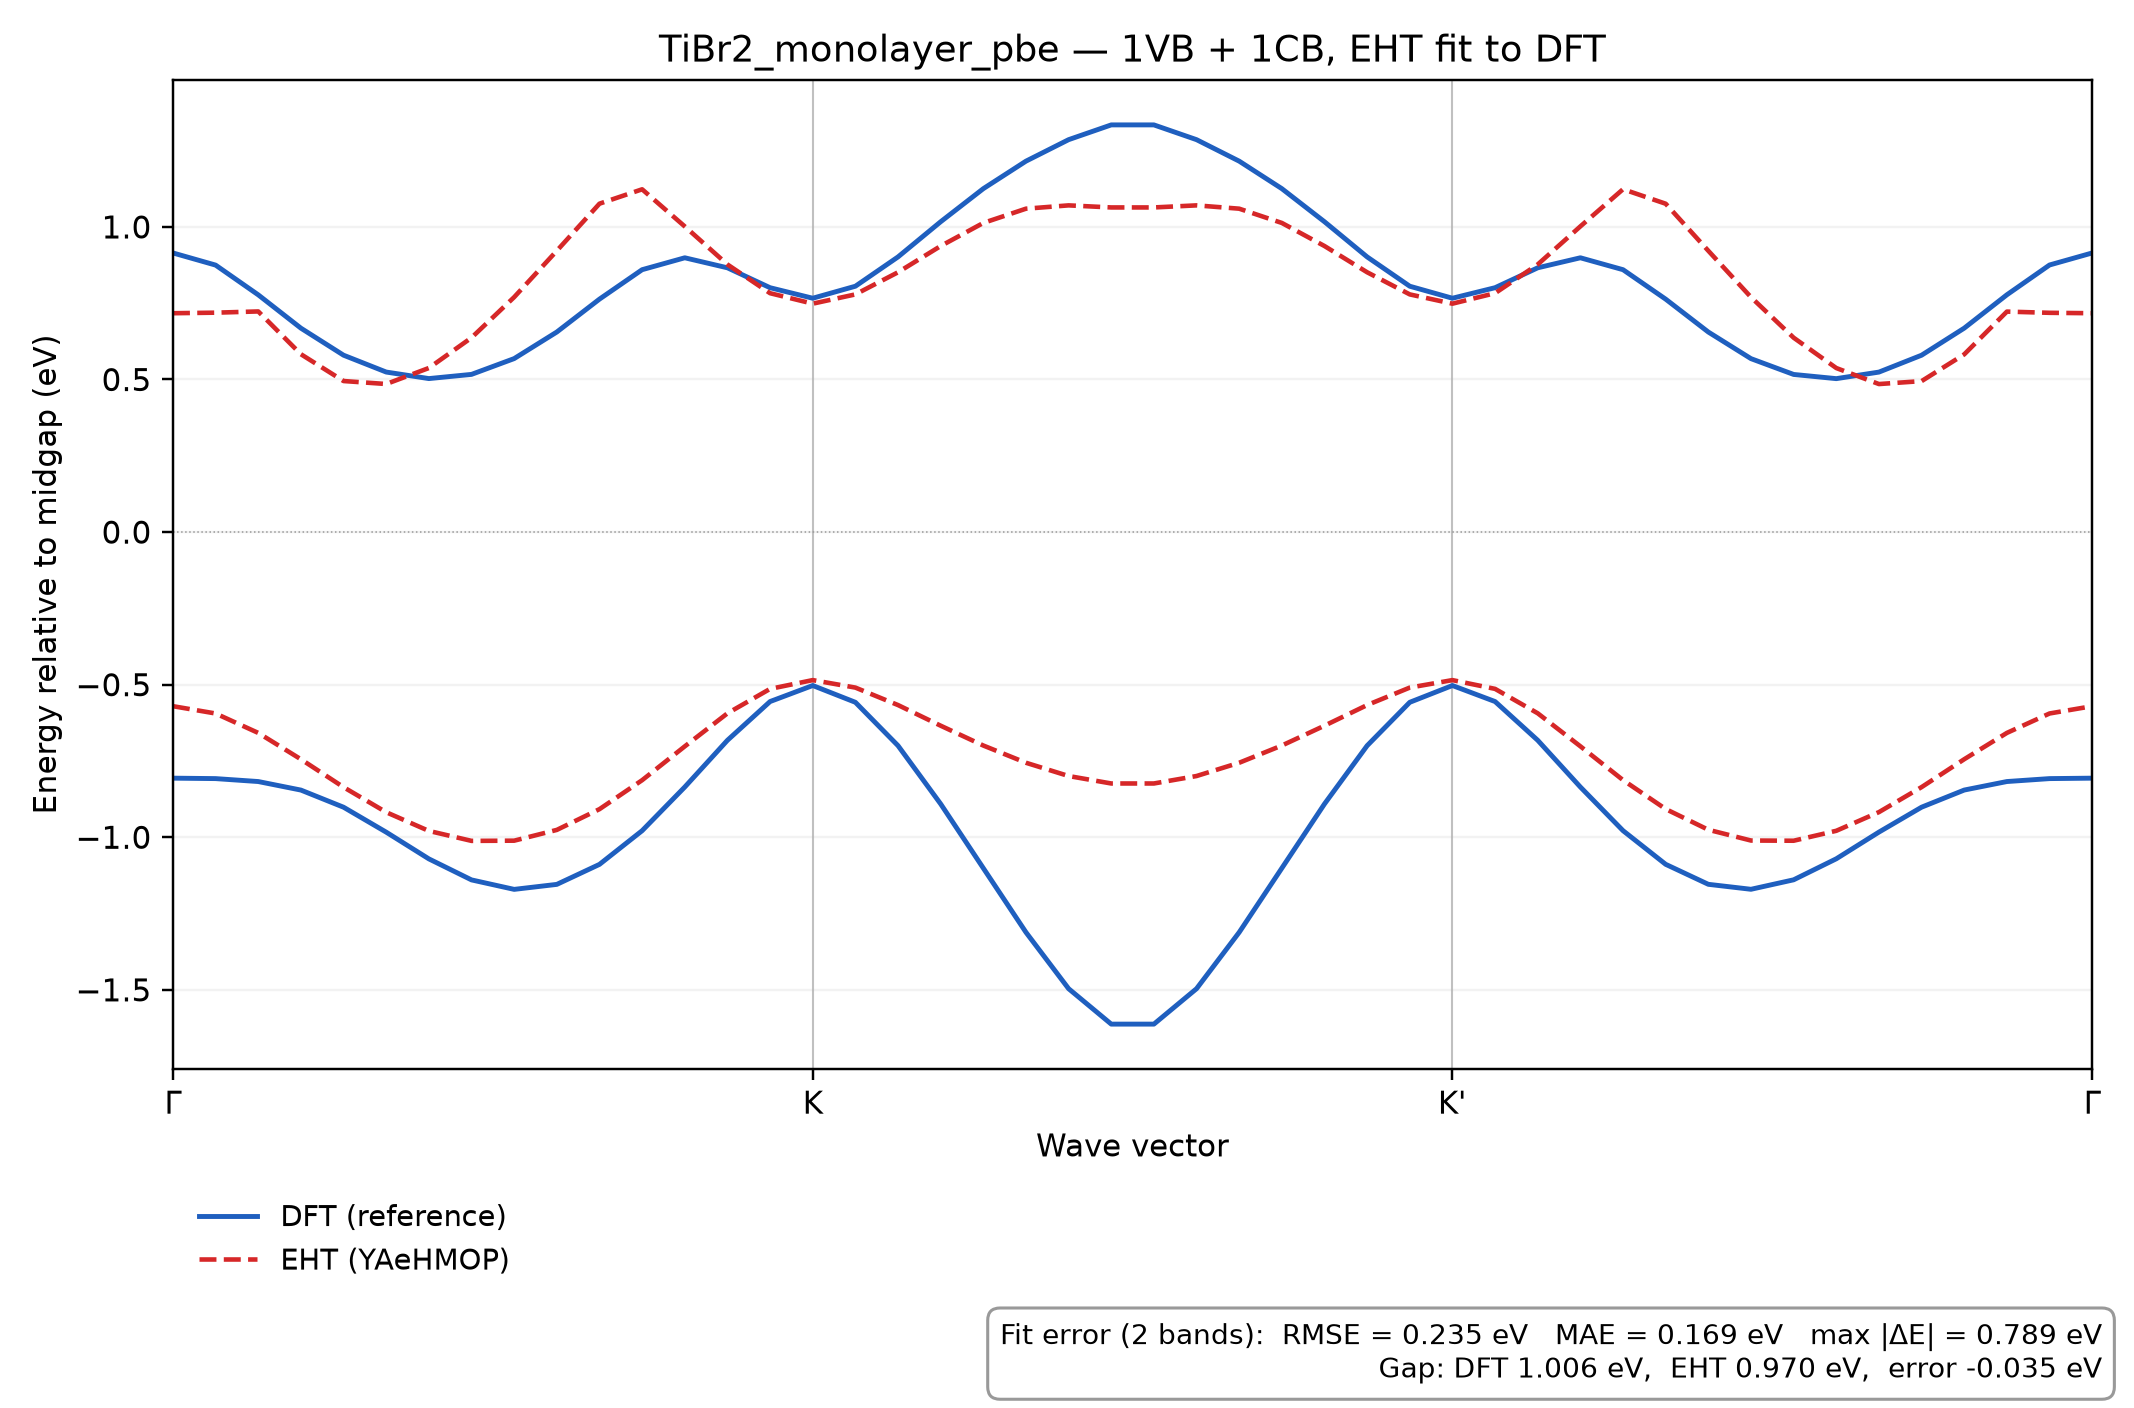 TiBr2_monolayer_pbe — 1VB + 1CB, EHT fit to DFT
Energy relative to midgap (eV)
1.0
0.5
0.0
−0.5
−1.0
−1.5
Γ K K' Γ
Wave vector
DFT (reference)
EHT (YAeHMOP)
Fit error (2 bands):  RMSE = 0.235 eV   MAE = 0.169 eV   max |ΔE| = 0.789 eV
Gap: DFT 1.006 eV,  EHT 0.970 eV,  error -0.035 eV